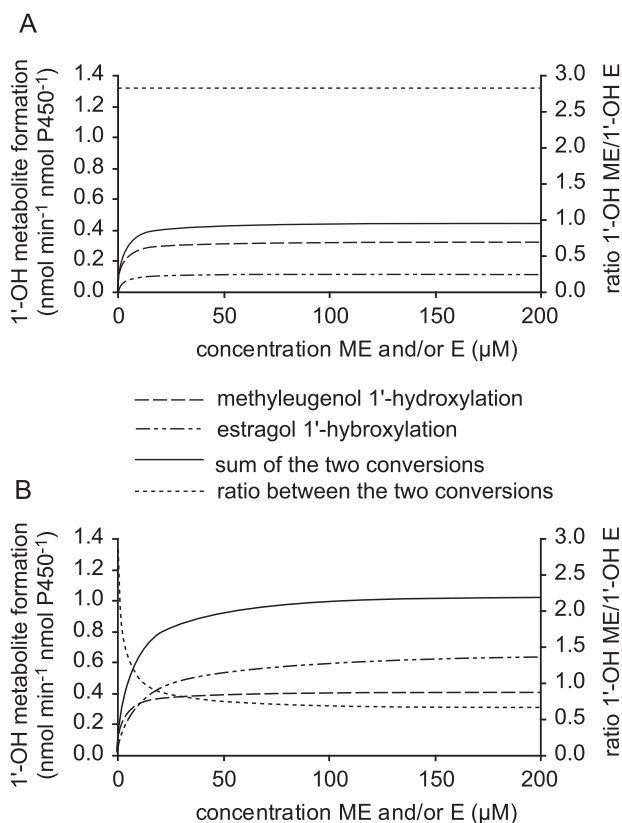 A
1'-OH metabolite formation
(nmol min⁻¹ nmol P450⁻¹)
1.4
1.2
1.0
0.8
0.6
0.4
0.2
0.0
3.0
2.5
2.0
1.5
1.0
0.5
0.0
ratio 1'-OH ME/1'-OH E
0 50 100 150 200
concentration ME and/or E (µM)
methyleugenol 1'-hydroxylation
estragol 1'-hybroxylation
sum of the two conversions
ratio between the two conversions
B
1'-OH metabolite formation
(nmol min⁻¹ nmol P450⁻¹)
1.4
1.2
1.0
0.8
0.6
0.4
0.2
0.0
3.0
2.5
2.0
1.5
1.0
0.5
0.0
ratio 1'-OH ME/1'-OH E
0 50 100 150 200
concentration ME and/or E (µM)